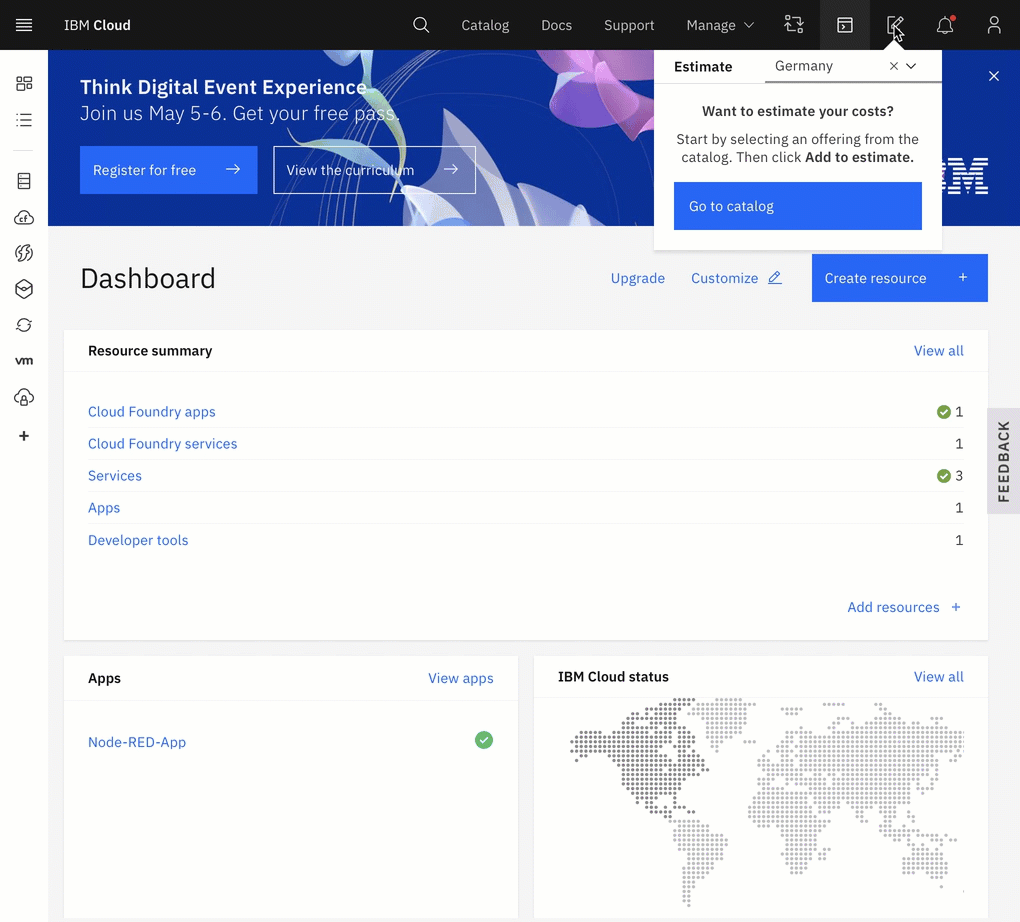 IBM Cloud
Catalog
Docs
Support
Manage
Estimate
Germany
Think Digital Event Experience
Join us May 5-6. Get your free pass.
Register for free
View the curriculum
Want to estimate your costs?
Start by selecting an offering from the
catalog. Then click Add to estimate.
Go to catalog
Dashboard
Upgrade
Customize
Create resource +
Resource summary
View all
Cloud Foundry apps 1
Cloud Foundry services 1
Services 3
Apps 1
Developer tools 1
Add resources +
FEEDBACK
cf
vm
+
Apps
View apps
Node-RED-App
IBM Cloud status
View all